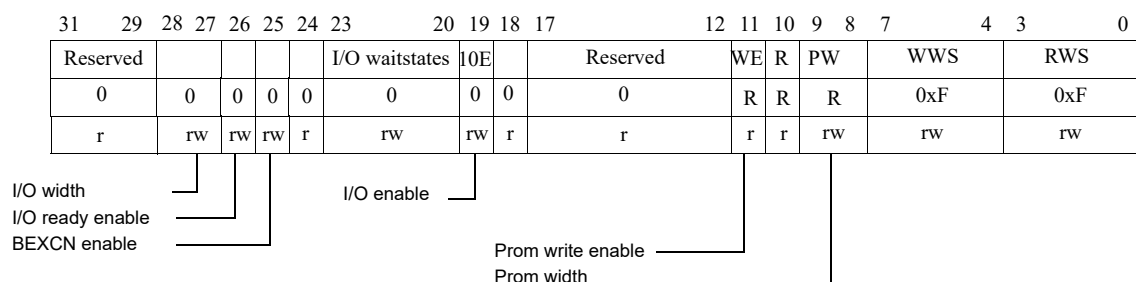 31 29 28 27 26 25 24 23 20 19 18 17 12 11 10 9 8 7 4 3 0
Reserved I/O waitstates 10E Reserved WE R PW WWS RWS
0 0 0 0 0 0 0 0 0 R R R 0xF 0xF
r rw rw rw r rw rw r r r r rw rw rw
I/O width
I/O enable
I/O ready enable
BEXCN enable
Prom write enable
Prom width